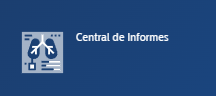 Central de Informes